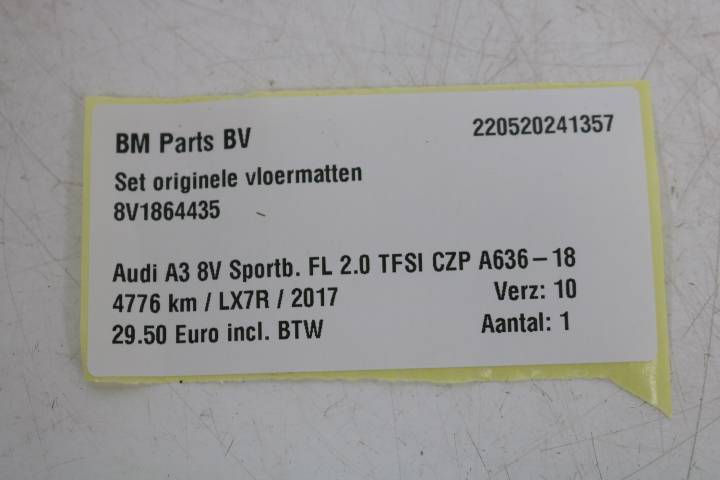 BM Parts BV 220520241357
Set originele vloermatten
8V1864435
Audi A3 8V Sportb. FL 2.0 TFSI CZP A636-18
4776 km / LX7R / 2017 Verz: 10
29.50 Euro incl. BTW Aantal: 1